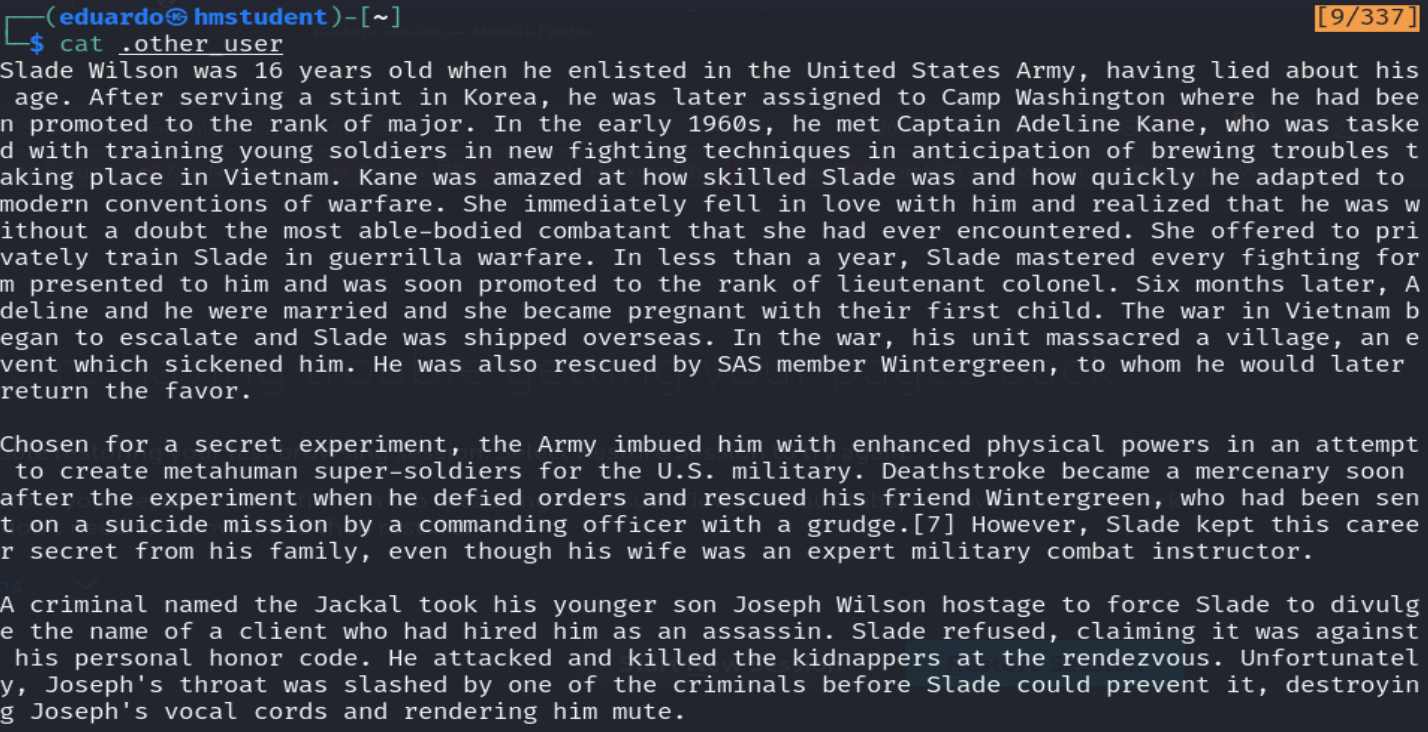 ┌──(eduardo㉿hmstudent)-[~] [9/337]
└─$ cat .other_user
Slade Wilson was 16 years old when he enlisted in the United States Army, having lied about his
 age. After serving a stint in Korea, he was later assigned to Camp Washington where he had bee
n promoted to the rank of major. In the early 1960s, he met Captain Adeline Kane, who was taske
d with training young soldiers in new fighting techniques in anticipation of brewing troubles t
aking place in Vietnam. Kane was amazed at how skilled Slade was and how quickly he adapted to
modern conventions of warfare. She immediately fell in love with him and realized that he was w
ithout a doubt the most able-bodied combatant that she had ever encountered. She offered to pri
vately train Slade in guerrilla warfare. In less than a year, Slade mastered every fighting for
m presented to him and was soon promoted to the rank of lieutenant colonel. Six months later, A
deline and he were married and she became pregnant with their first child. The war in Vietnam b
egan to escalate and Slade was shipped overseas. In the war, his unit massacred a village, an e
vent which sickened him. He was also rescued by SAS member Wintergreen, to whom he would later
return the favor.

Chosen for a secret experiment, the Army imbued him with enhanced physical powers in an attempt
 to create metahuman super-soldiers for the U.S. military. Deathstroke became a mercenary soon
after the experiment when he defied orders and rescued his friend Wintergreen, who had been sen
t on a suicide mission by a commanding officer with a grudge.[7] However, Slade kept this caree
r secret from his family, even though his wife was an expert military combat instructor.

A criminal named the Jackal took his younger son Joseph Wilson hostage to force Slade to divulg
e the name of a client who had hired him as an assassin. Slade refused, claiming it was against
 his personal honor code. He attacked and killed the kidnappers at the rendezvous. Unfortunatel
y, Joseph's throat was slashed by one of the criminals before Slade could prevent it, destroyin
g Joseph's vocal cords and rendering him mute.